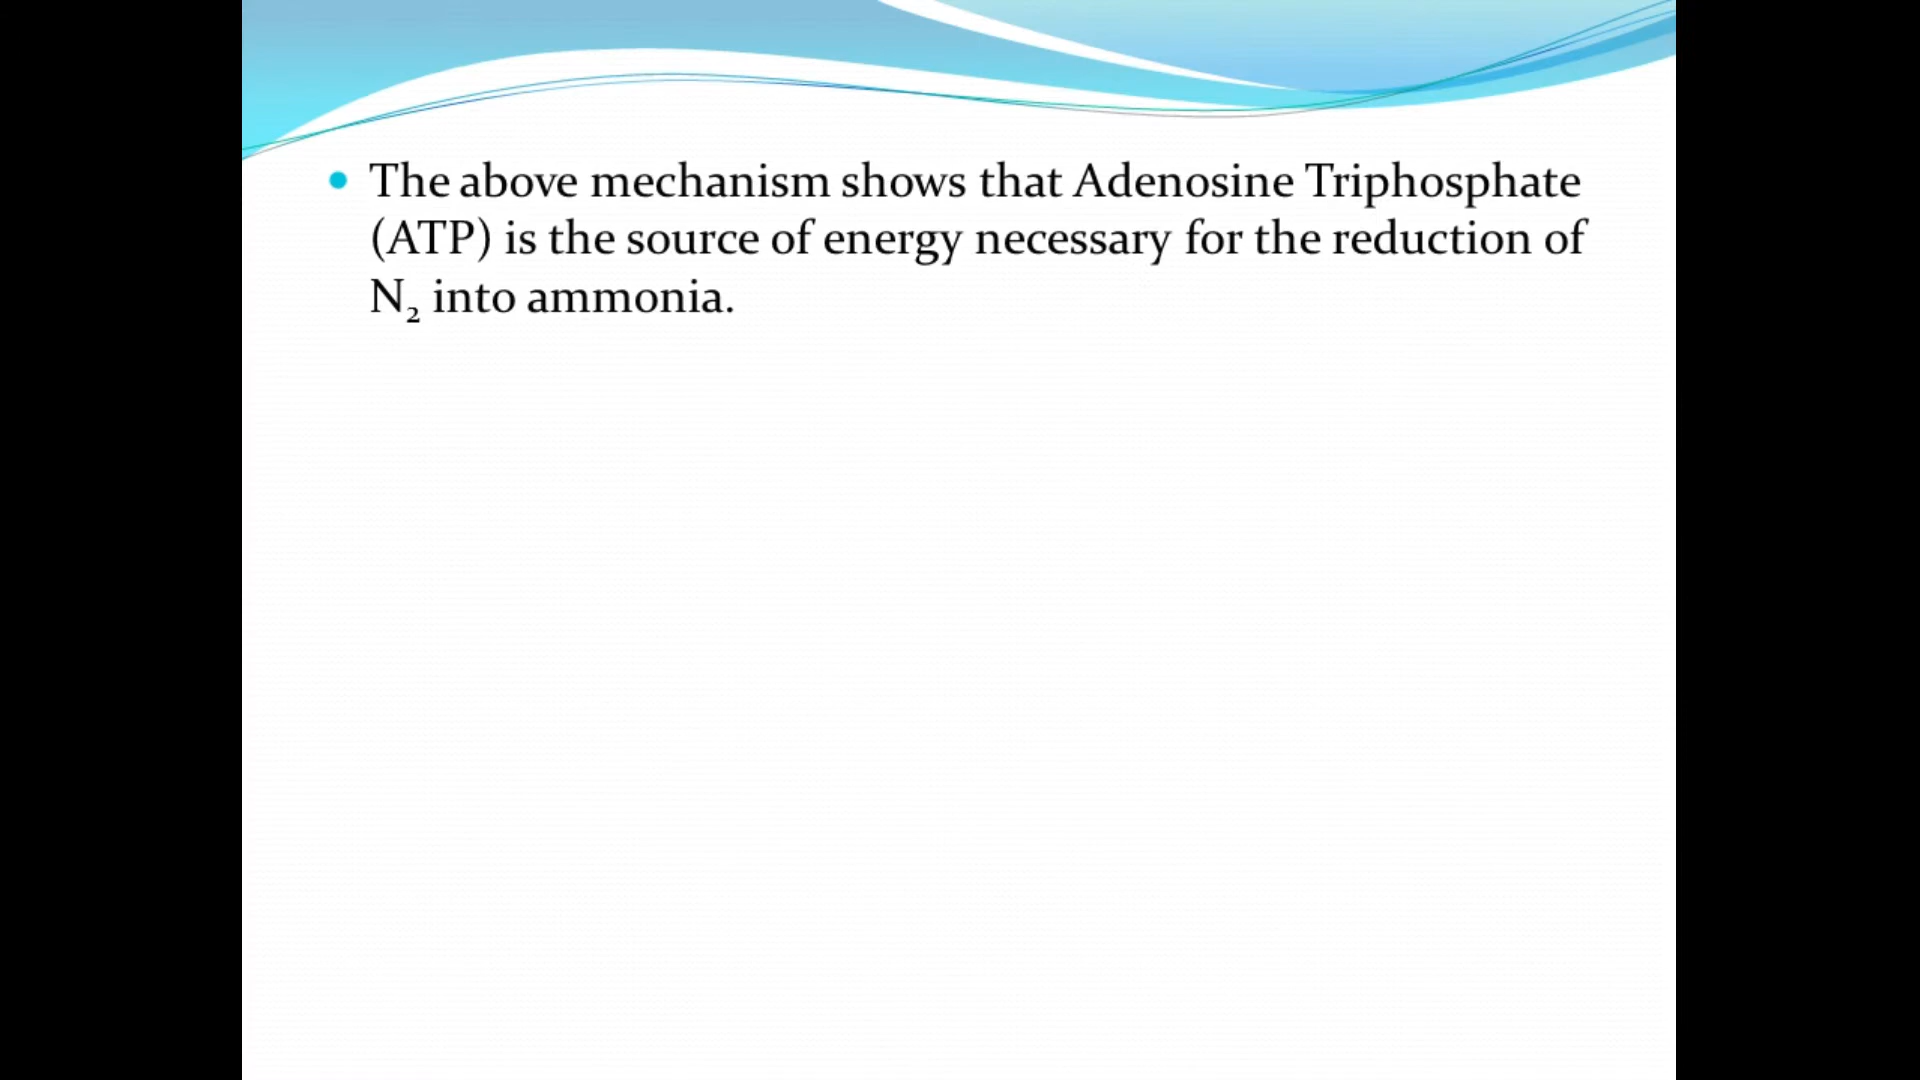 • The above mechanism shows that Adenosine Triphosphate
(ATP) is the source of energy necessary for the reduction of
N₂ into ammonia.